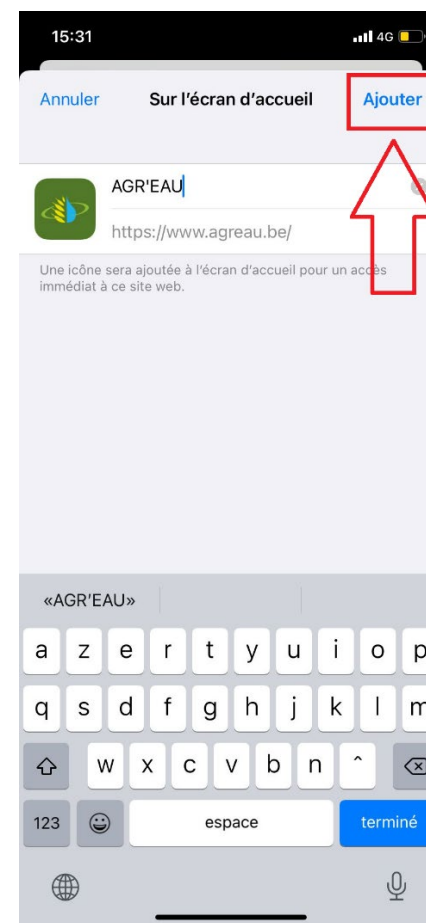 15:31 4G
Annuler Sur l'écran d'accueil Ajouter
AGR'EAU
https://www.agreau.be/
Une icône sera ajoutée à l'écran d'accueil pour un accès
immédiat à ce site web.
«AGR'EAU»
a z e r t y u i o p
q s d f g h j k l m
w x c v b n ^
123 espace terminé